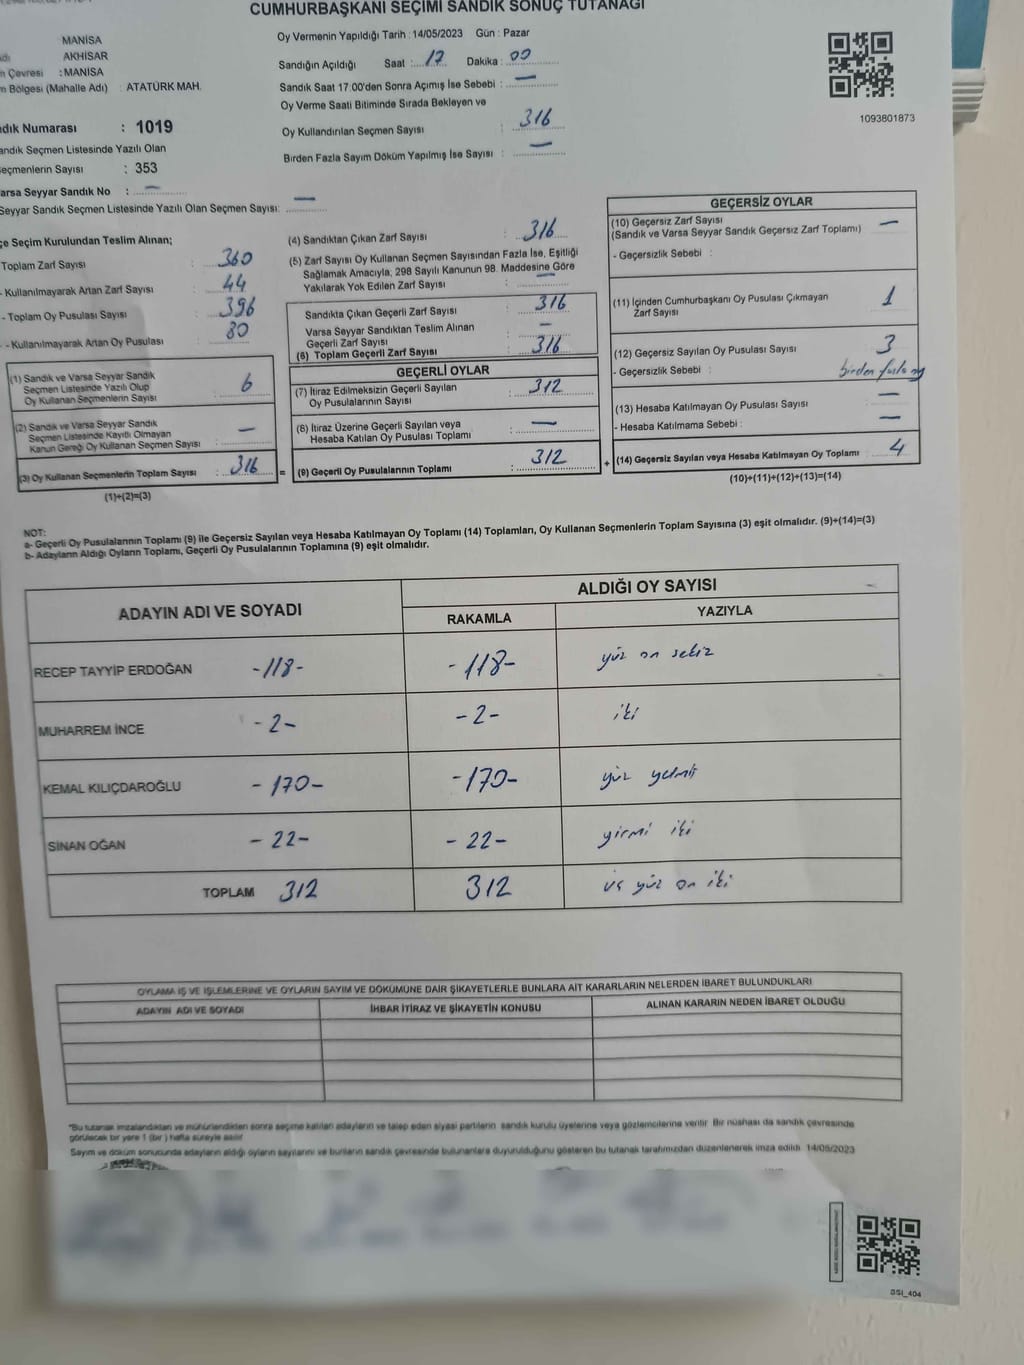 CUMHURBAŞKANI SEÇİMİ SANDIK SONUÇ TUTANAĞI
MANİSA
AKHİSAR
: MANİSA
Bölgesi (Mahalle Adı) : ATATÜRK MAH.
Sandık Numarası : 1019
Sandık Seçmen Listesinde Yazılı Olan
Seçmenlerin Sayısı : 353
Varsa Seyyar Sandık No : —
Seyyar Sandık Seçmen Listesinde Yazılı Olan Seçmen Sayısı: —
Oy Vermenin Yapıldığı Tarih : 14/05/2023 Gün : Pazar
Sandığın Açıldığı Saat : 17 Dakika : 00
Sandık Saat 17:00'den Sonra Açımış İse Sebebi : —
Oy Verme Saati Bitiminde Sırada Bekleyen ve
Oy Kullandırılan Seçmen Sayısı : 316
Birden Fazla Sayım Döküm Yapılmış İse Sayısı : —
1093801873
İlçe Seçim Kurulundan Teslim Alınan;
Toplam Zarf Sayısı : 360
- Kullanılmayarak Artan Zarf Sayısı : 44
- Toplam Oy Pusulası Sayısı : 396
- Kullanılmayarak Artan Oy Pusulası : 80
(1) Sandık ve Varsa Seyyar Sandık
Seçmen Listesinde Yazılı Olup
Oy Kullanan Seçmenlerin Sayısı : 6
(2) Sandık ve Varsa Seyyar Sandık
Seçmen Listesinde Kayıtlı Olmayan
Kanun Gereği Oy Kullanan Seçmen Sayısı : —
(3) Oy Kullanan Seçmenlerin Toplam Sayısı : 316 =
(1)+(2)=(3)
(4) Sandıktan Çıkan Zarf Sayısı : 316
(5) Zarf Sayısı Oy Kullanan Seçmen Sayısından Fazla İse, Eşitliği
Sağlamak Amacıyla, 298 Sayılı Kanunun 98. Maddesine Göre
Yakılarak Yok Edilen Zarf Sayısı : —
Sandıkta Çıkan Geçerli Zarf Sayısı : 316
Varsa Seyyar Sandıktan Teslim Alınan
Geçerli Zarf Sayısı : —
(6) Toplam Geçerli Zarf Sayısı : 316
GEÇERLİ OYLAR
(7) İtiraz Edilmeksizin Geçerli Sayılan
Oy Pusulalarının Sayısı : 312
(8) İtiraz Üzerine Geçerli Sayılan veya
Hesaba Katılan Oy Pusulası Toplamı : —
(9) Geçerli Oy Pusulalarının Toplamı : 312 +
GEÇERSİZ OYLAR
(10) Geçersiz Zarf Sayısı
(Sandık ve Varsa Seyyar Sandık Geçersiz Zarf Toplamı) —
- Geçersizlik Sebebi :
(11) İçinden Cumhurbaşkanı Oy Pusulası Çıkmayan
Zarf Sayısı 1
(12) Geçersiz Sayılan Oy Pusulası Sayısı 3
- Geçersizlik Sebebi : birden fazla oy
(13) Hesaba Katılmayan Oy Pusulası Sayısı —
- Hesaba Katılmama Sebebi : —
(14) Geçersiz Sayılan veya Hesaba Katılmayan Oy Toplamı : 4
(10)+(11)+(12)+(13)=(14)
NOT:
a- Geçerli Oy Pusulalarının Toplamı (9) ile Geçersiz Sayılan veya Hesaba Katılmayan Oy Toplamı (14) Toplamları, Oy Kullanan Seçmenlerin Toplam Sayısına (3) eşit olmalıdır. (9)+(14)=(3)
b- Adayların Aldığı Oyların Toplamı, Geçerli Oy Pusulalarının Toplamına (9) eşit olmalıdır.
ADAYIN ADI VE SOYADI ALDIĞI OY SAYISI
RAKAMLA YAZIYLA
RECEP TAYYİP ERDOĞAN -118- -118- yüz on sekiz
MUHARREM İNCE -2- -2- iki
KEMAL KILIÇDAROĞLU -170- -170- yüz yetmiş
SİNAN OĞAN -22- -22- yirmi iki
TOPLAM 312 312 üç yüz on iki
OYLAMA İŞ VE İŞLEMLERİNE VE OYLARIN SAYIM VE DÖKÜMÜNE DAİR ŞİKAYETLERLE BUNLARA AİT KARARLARIN NELERDEN İBARET BULUNDUKLARI
ADAYIN ADI VE SOYADI İHBAR İTİRAZ VE ŞİKAYETİN KONUSU ALINAN KARARIN NEDEN İBARET OLDUĞU
*Bu tutanak imzalandıktan ve mühürlendikten sonra seçime katılan adayların ve talep eden siyasi partilerin sandık kurulu üyelerine veya gözlemcilerine verilir. Bir nüshası da sandık çevresinde
görülecek bir yere 1 (bir) hafta süreyle asılır.
Sayım ve döküm sonucunda adayların aldığı oyların sayılarını ve bunların sandık çevresinde bulunanlara duyurulduğunu gösteren bu tutanak tarafımızdan düzenlenerek imza edildi. 14/05/2023
SSI_404